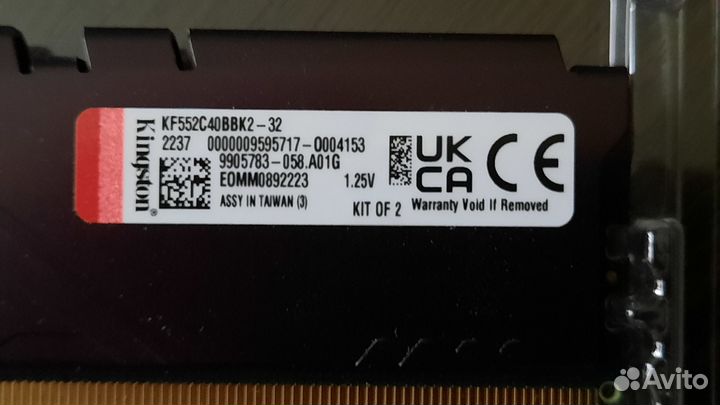 Kingston®
KF552C40BBK2-32
2237 0000009595717-0004153
9905783-058.A01G
EOMM0892223 1.25V
ASSY IN TAIWAN (3) KIT OF 2
UK
CA CE
Warranty Void If Removed
Avito